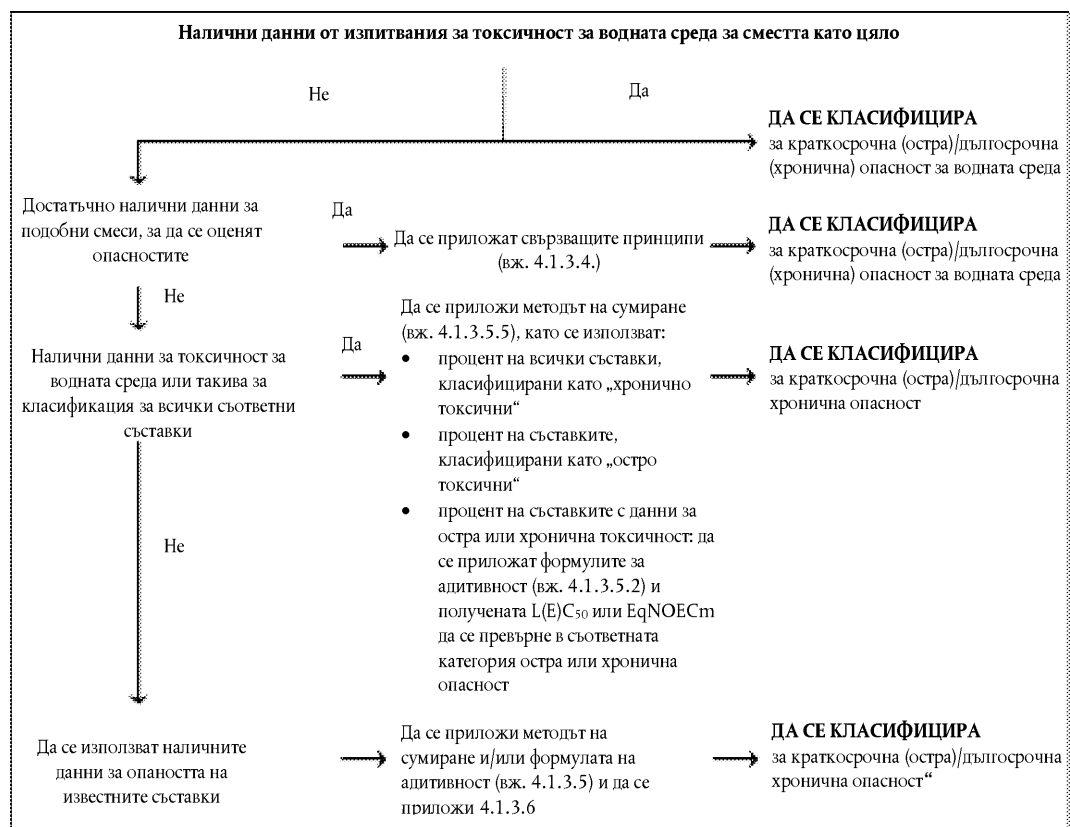 Налични данни от изпитвания за токсичност за водната среда за сместта като цяло
Не
Да
ДА СЕ КЛАСИФИЦИРА
за краткосрочна (остра)/дългосрочна
(хронична) опасност за водната среда
Достатъчно налични данни за
подобни смеси, за да се оценят
опасностите
Да
Да се приложат свързващите принципи
(вж. 4.1.3.4.)
ДА СЕ КЛАСИФИЦИРА
за краткосрочна (остра)/дългосрочна
(хронична) опасност за водната среда
Не
Налични данни за токсичност за
водната среда или такива за
класификация за всички съответни
съставки
Да
Да се приложи методът на сумиране
(вж. 4.1.3.5.5), като се използват:
● процент на всички съставки,
класифицирани като „хронично
токсични“
● процент на съставките,
класифицирани като „остро
токсични“
● процент на съставките с данни за
остра или хронична токсичност: да
се приложат формулите за
адитивност (вж. 4.1.3.5.2) и
получената L(E)C50 или EqNOECm
да се превърне в съответната
категория остра или хронична
опасност
ДА СЕ КЛАСИФИЦИРА
за краткосрочна (остра)/дългосрочна
хронична опасност
Не
Да се използват наличните
данни за опаността на
известните съставки
Да се приложи методът на
сумиране и/или формулата на
адитивност (вж. 4.1.3.5) и да се
приложи 4.1.3.6
ДА СЕ КЛАСИФИЦИРА
за краткосрочна (остра)/дългосрочна
хронична опасност“